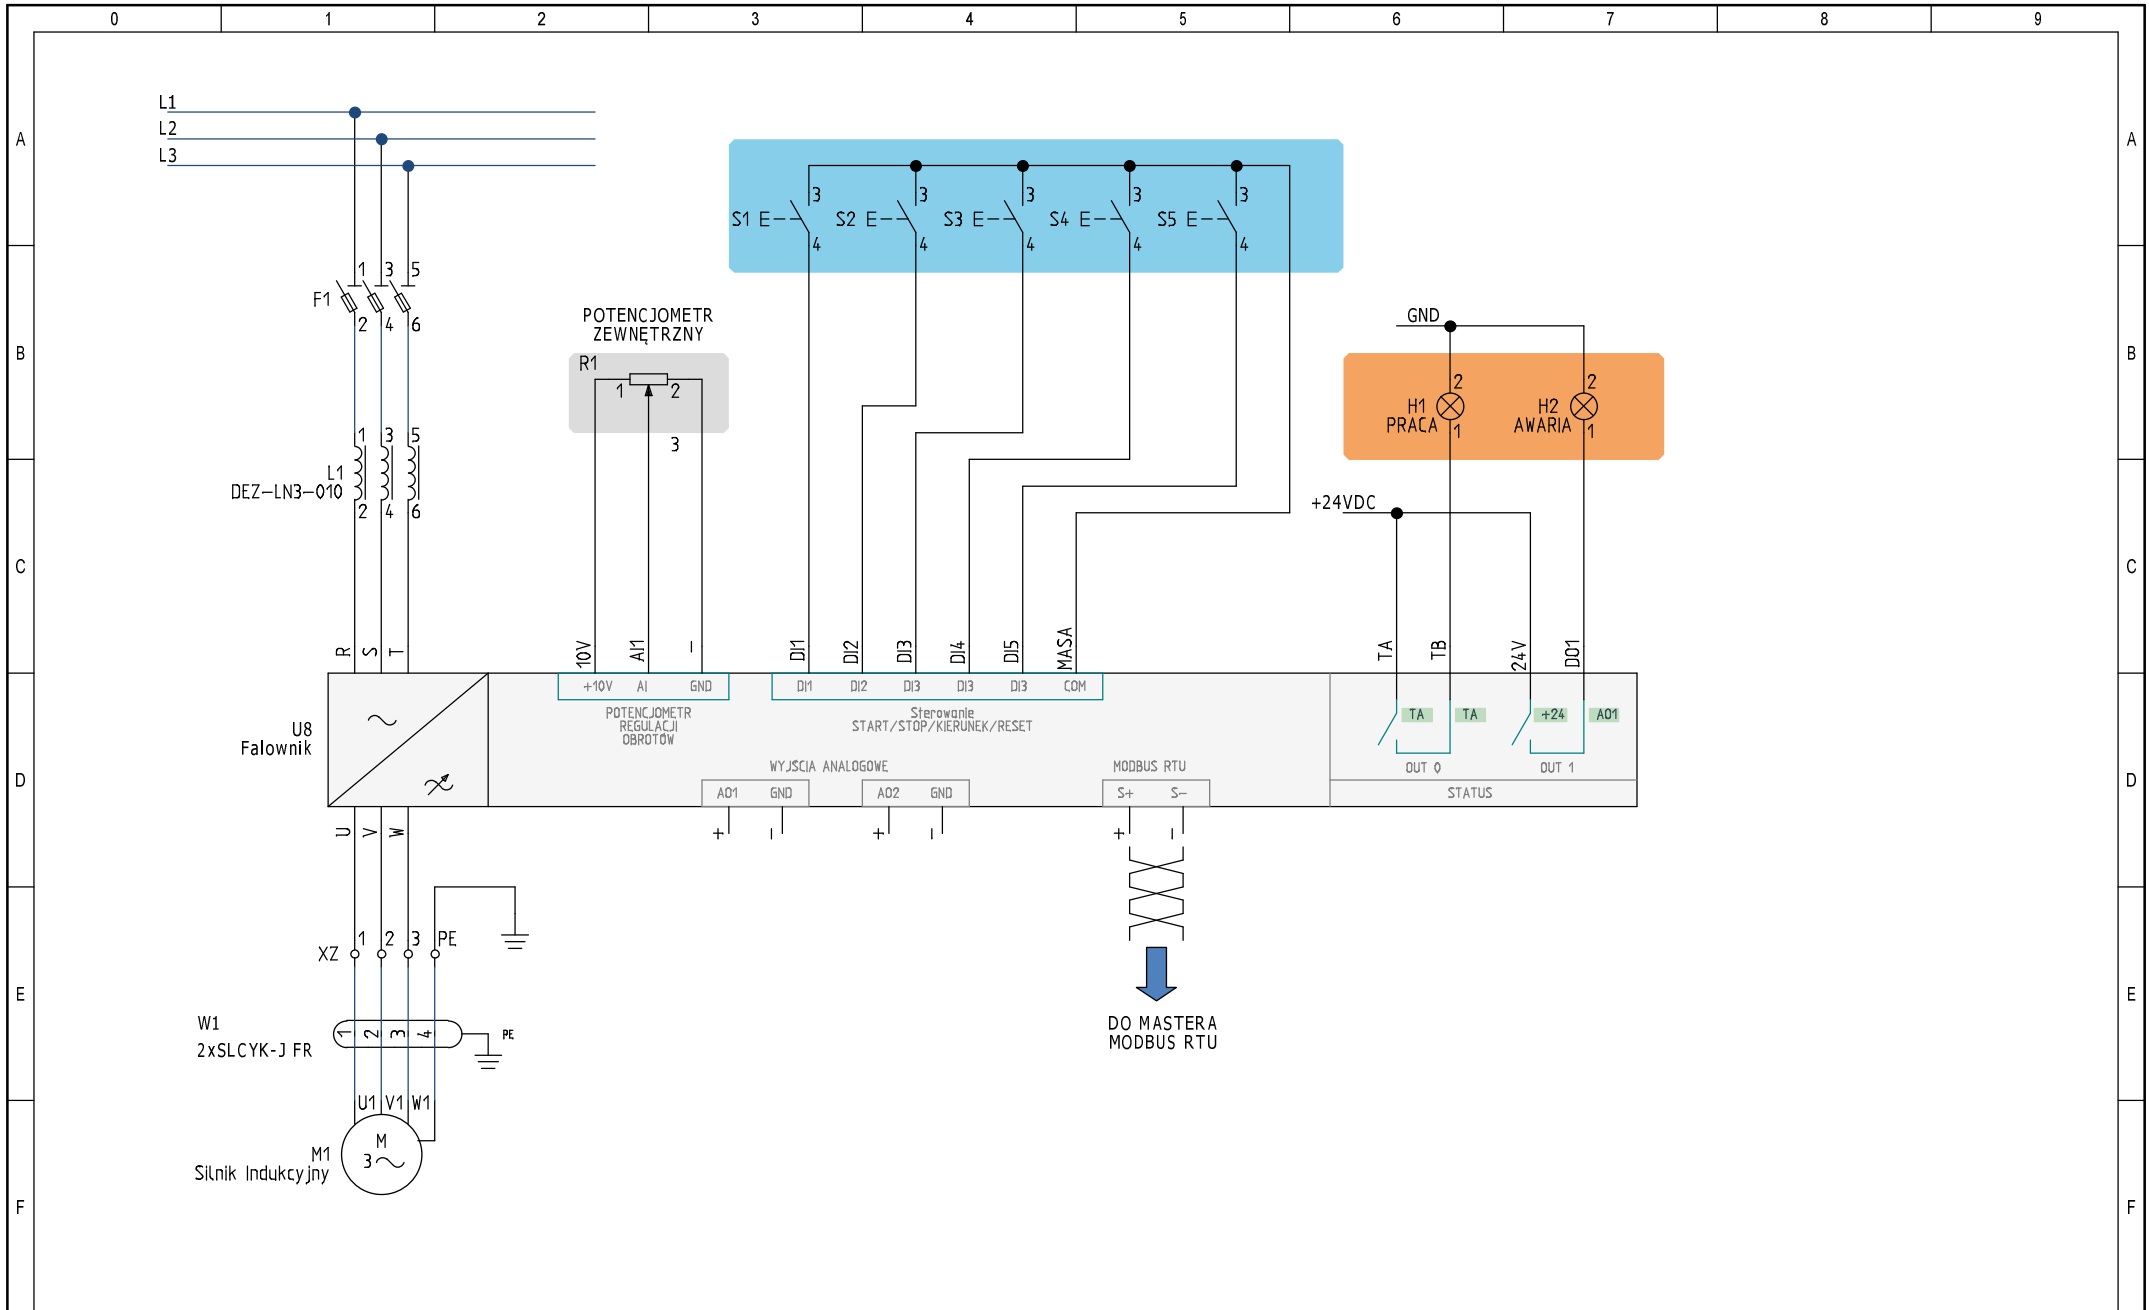 0 1 2 3 4 5 6 7 8 9
L1
L2
L3
A A
3 3 3 3 3
S1 S2 S3 S4 S5
4 4 4 4 4
1 3 5
F1
2 4 6
POTENCJOMETR
ZEWNĘTRZNY
GND
B B
R1
1 2
3
2 2
H1 H2
PRACA AWARIA
1 1
1 3 5
L1
DEZ-LN3-010
2 4 6
+24VDC
C C
R S T 10V AI1 – DI1 DI2 DI3 DI4 DI5 MASA TA TB 24V DO1
+10V AI GND DI1 DI2 DI3 DI3 DI3 COM
POTENCJOMETR
REGULACJI
OBROTÓW
Sterowanie
START/STOP/KIERUNEK/RESET
TA TA +24 AO1
U8
Falownik
WYJŚCIA ANALOGOWE
MODBUS RTU
OUT 0 OUT 1
D D
AO1 GND AO2 GND S+ S- STATUS
U V W + – + – + –
1 2 3 PE
XZ
E E
W1
2xSLCYK-J FR
1 2 3 4 PE
DO MASTERA
MODBUS RTU
U1 V1 W1
M
3
M1
Silnik Indukcyjny
F F